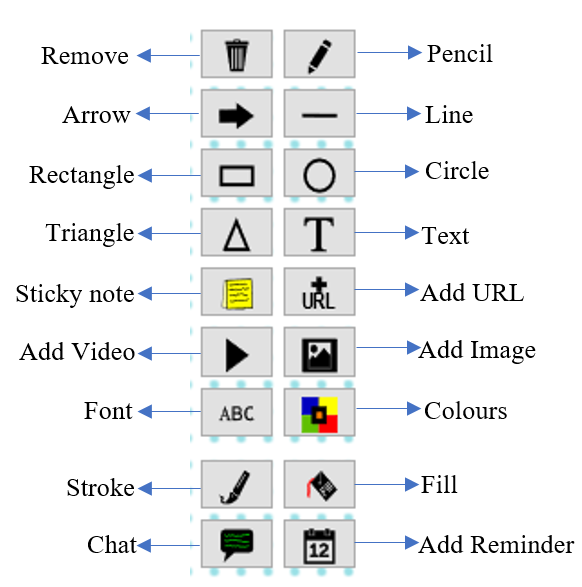 Remove Pencil
Arrow Line
Rectangle Circle
Triangle T Text
Sticky note URL Add URL
Add Video Add Image
Font ABC Colours
Stroke Fill
Chat 12 Add Reminder